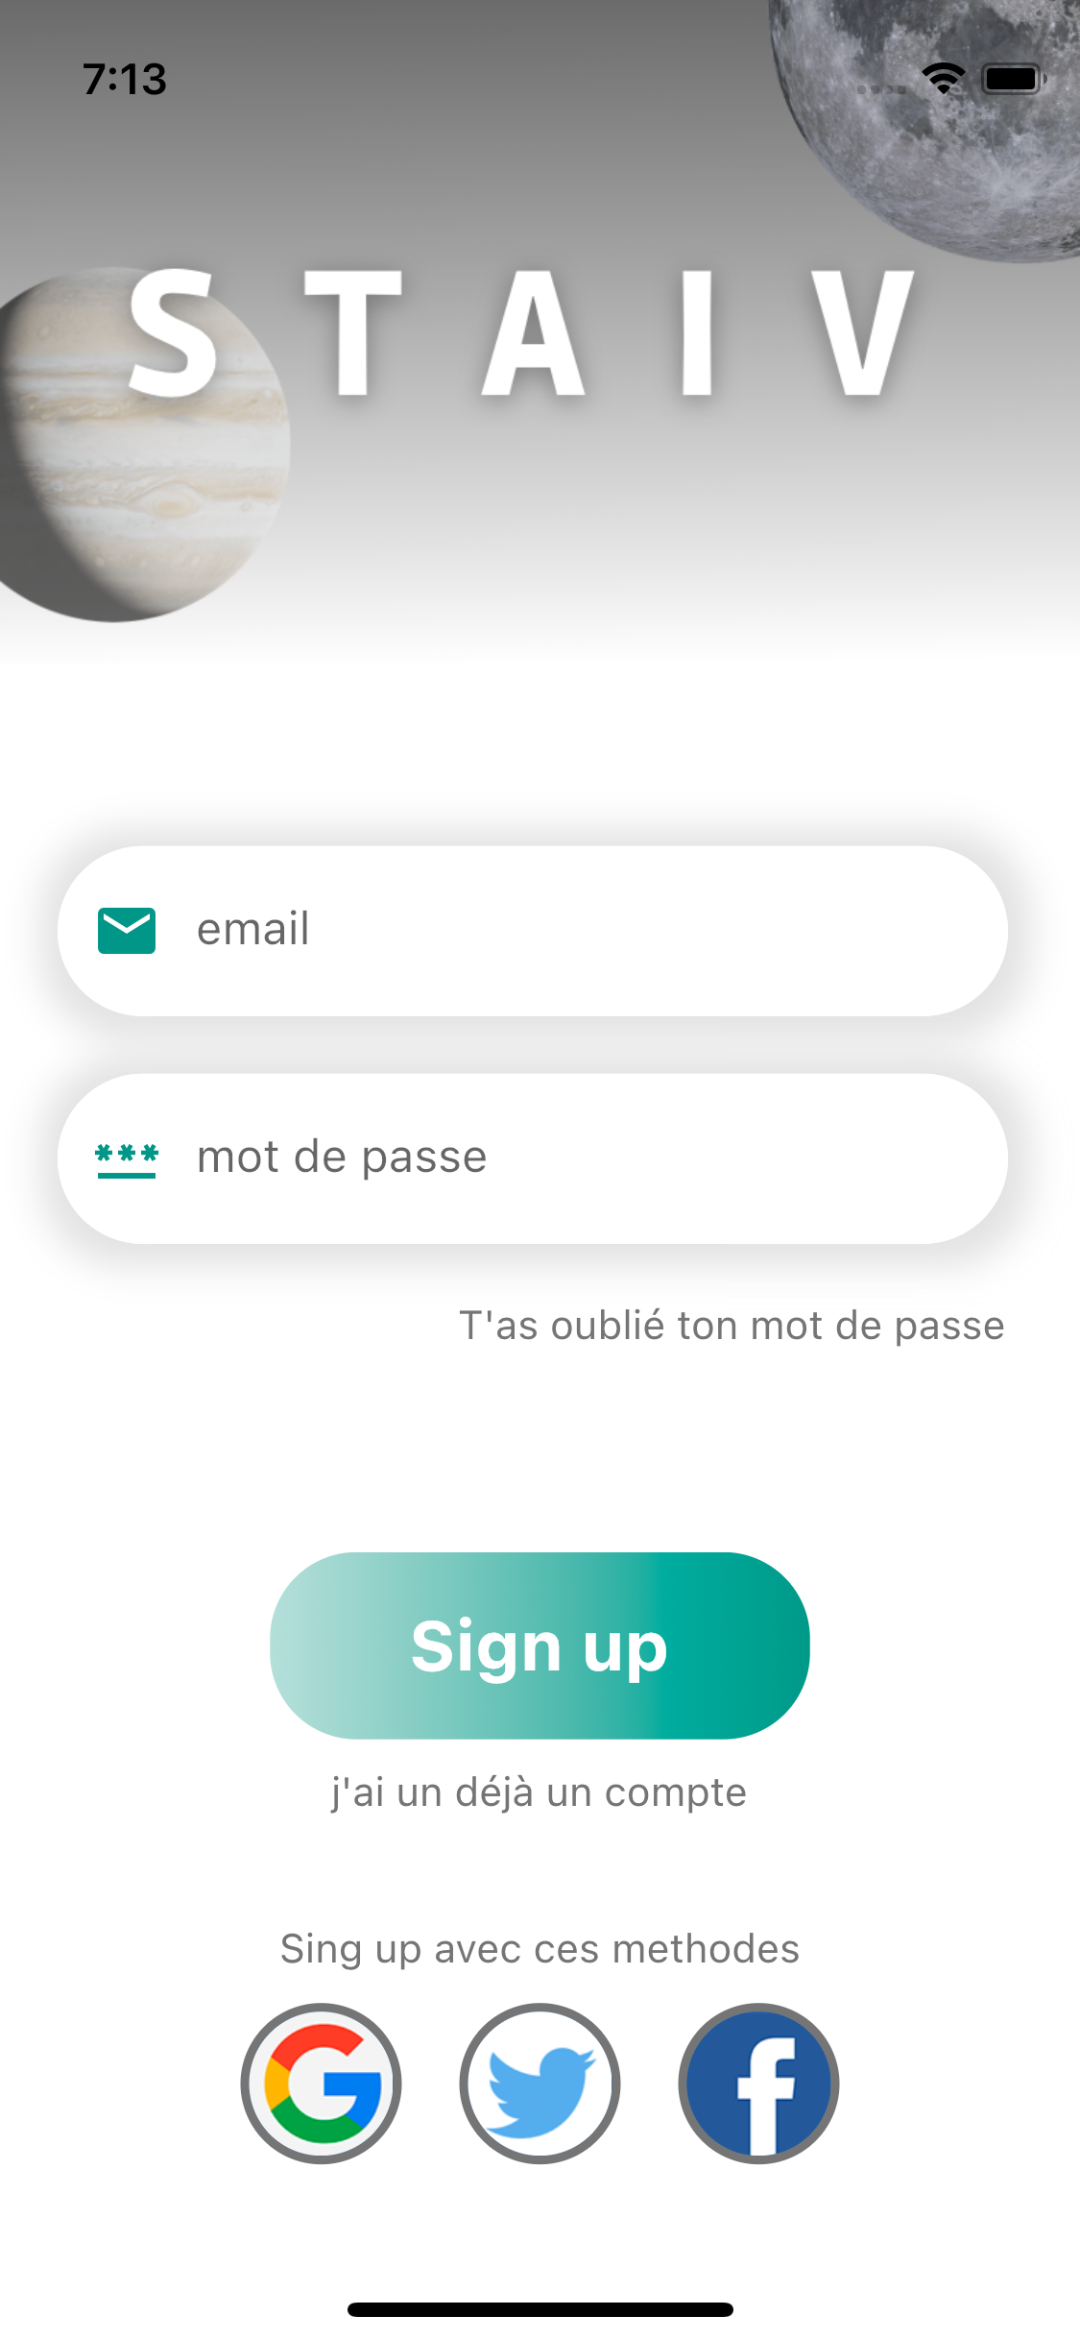 7:13
STAIV
email
*** mot de passe
T'as oublié ton mot de passe
Sign up
j'ai un déjà un compte
Sing up avec ces methodes